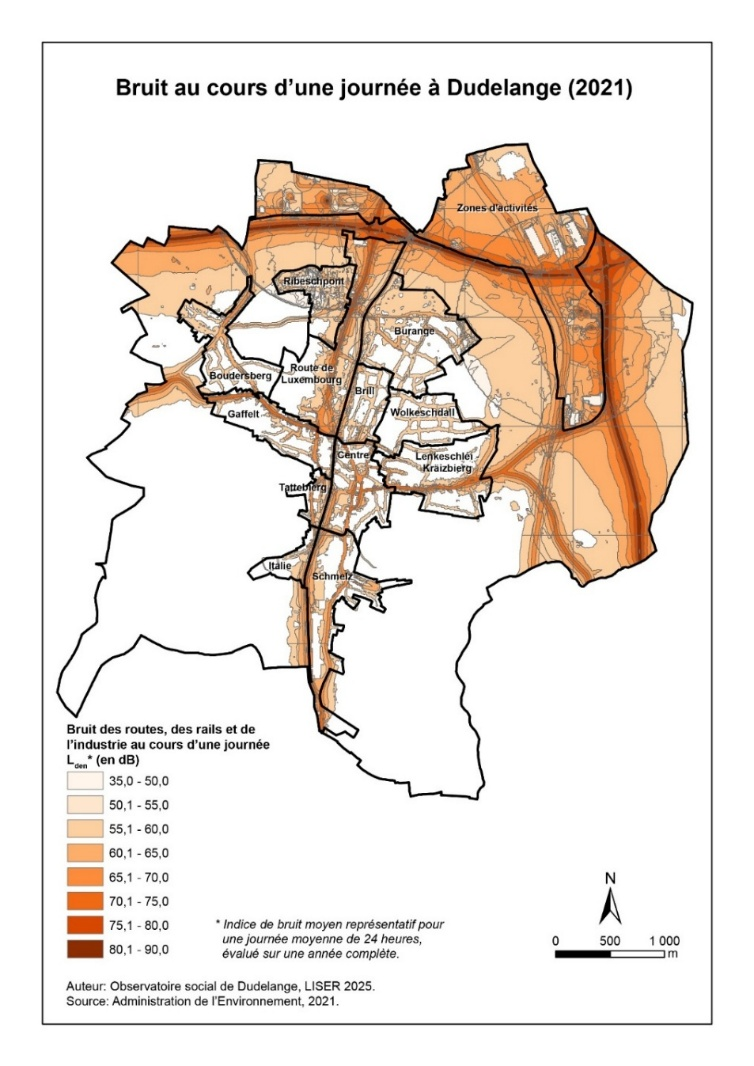 Bruit au cours d'une journée à Dudelange (2021)
Zones d'activités
Ribeschpont
Burange
Route de
Luxembourg
Boudersberg
Brill
Gaffelt
Wolkeschdall
Centre
Lenkeschléi -
Kräizbierg
Tattebierg
Italie
Schmelz
Bruit des routes, des rails et de
l'industrie au cours d'une journée
Lden* (en dB)
35,0 - 50,0
50,1 - 55,0
55,1 - 60,0
60,1 - 65,0
65,1 - 70,0
70,1 - 75,0
75,1 - 80,0
80,1 - 90,0
* Indice de bruit moyen représentatif pour
une journée moyenne de 24 heures,
évalué sur une année complète.
N
0 500 1 000
m
Auteur: Observatoire social de Dudelange, LISER 2025.
Source: Administration de l'Environnement, 2021.